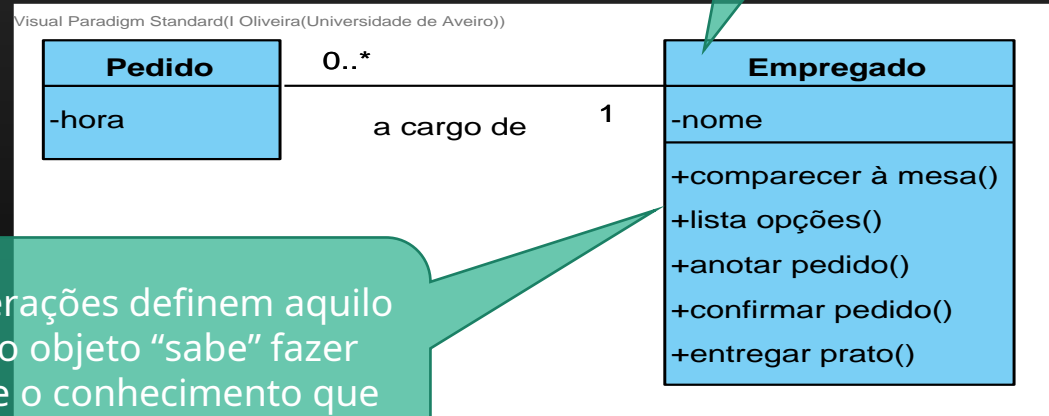 Visual Paradigm Standard(I Oliveira(Universidade de Aveiro))
Pedido
-hora
0..*
a cargo de
1
Empregado
-nome
+comparecer à mesa()
+lista opções()
+anotar pedido()
+confirmar pedido()
+entregar prato()
definem aquilo
o objeto “sabe” fazer
e o conhecimento que